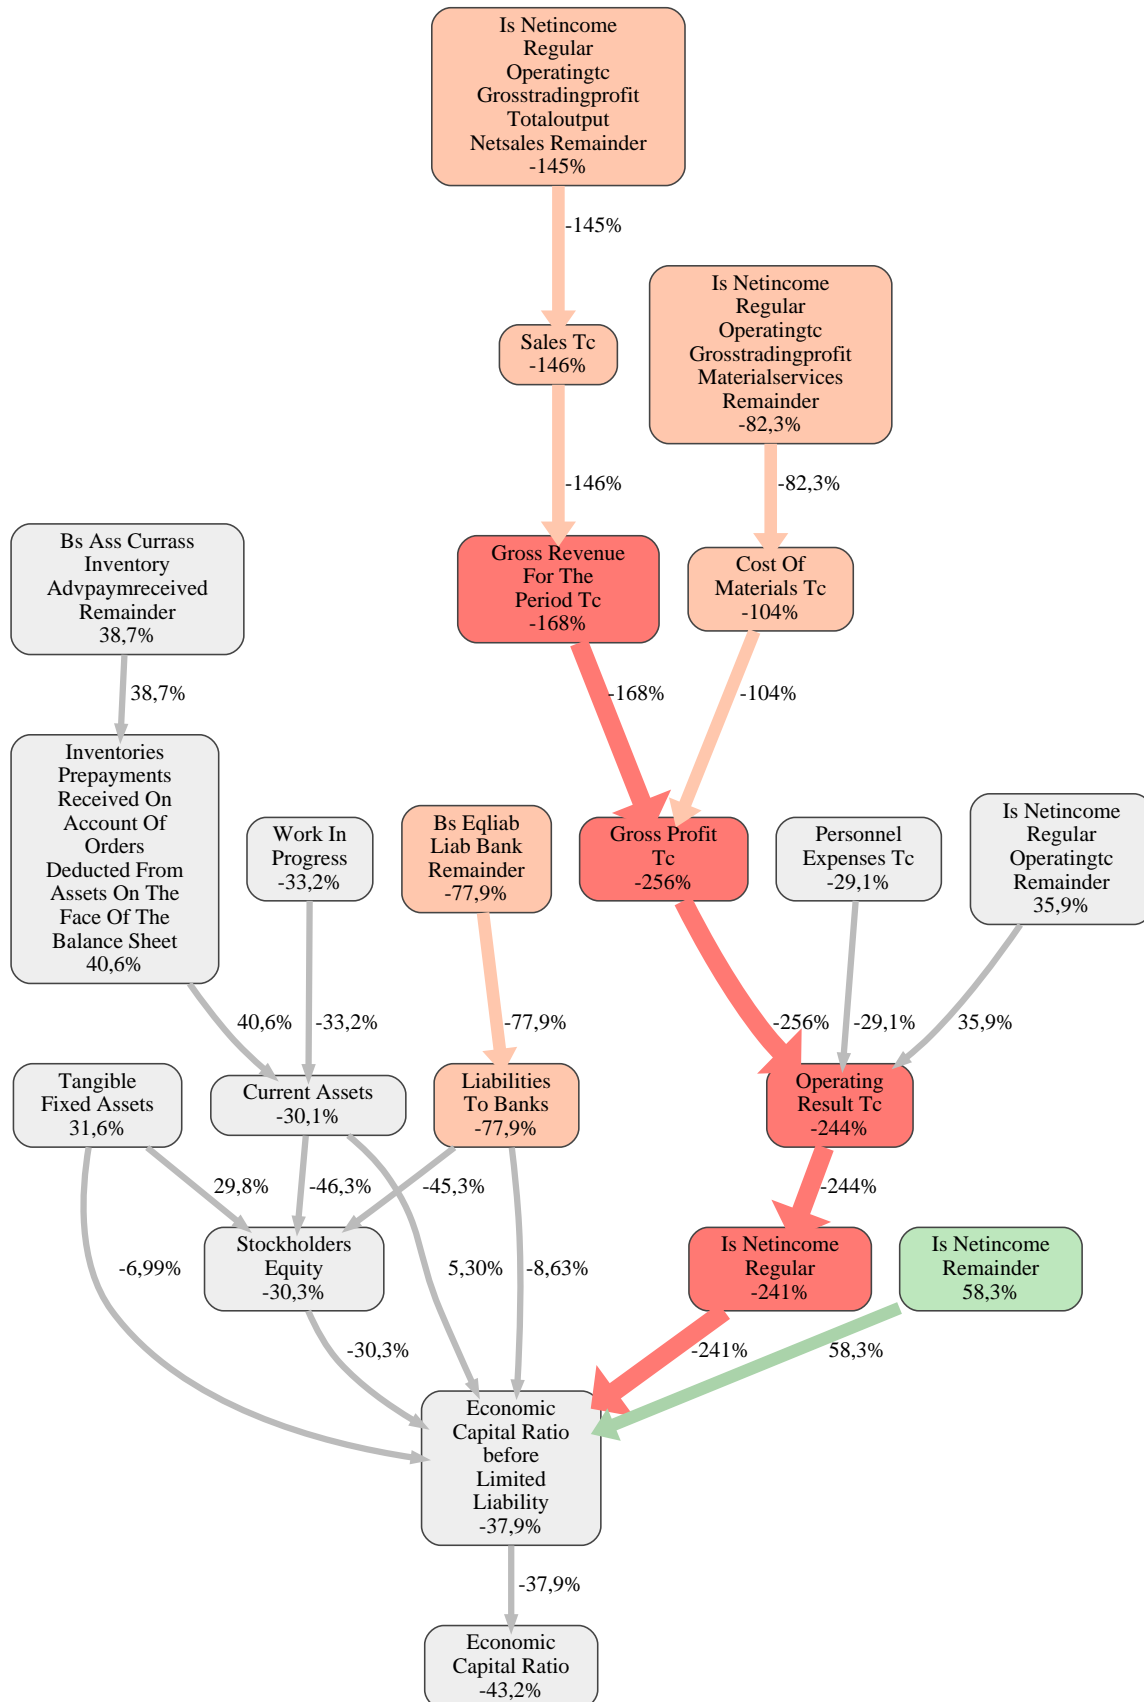 Is Netincome
Regular
Operatingtc
Grosstradingprofit
Totaloutput
Netsales Remainder
-145%
-145%
Is Netincome
Regular
Operatingtc
Grosstradingprofit
Materialservices
Remainder
-82,3%
Sales Tc
-146%
-146%
-82,3%
Bs Ass Currass
Inventory
Advpaymreceived
Remainder
38,7%
Gross Revenue
For The
Period Tc
-168%
Cost Of
Materials Tc
-104%
38,7%
-168%
-104%
Inventories
Prepayments
Received On
Account Of
Orders
Deducted From
Assets On The
Face Of The
Balance Sheet
40,6%
Work In
Progress
-33,2%
Bs Eqliab
Liab Bank
Remainder
-77,9%
Gross Profit
Tc
-256%
Personnel
Expenses Tc
-29,1%
Is Netincome
Regular
Operatingtc
Remainder
35,9%
40,6%
-33,2%
-77,9%
-256%
-29,1%
35,9%
Tangible
Fixed Assets
31,6%
Current Assets
-30,1%
Liabilities
To Banks
-77,9%
Operating
Result Tc
-244%
29,8%
-46,3%
-45,3%
-244%
Stockholders
Equity
-30,3%
Is Netincome
Regular
-241%
Is Netincome
Remainder
58,3%
-6,99%
5,30%
-8,63%
-30,3%
-241%
58,3%
Economic
Capital Ratio
before
Limited
Liability
-37,9%
-37,9%
Economic
Capital Ratio
-43,2%